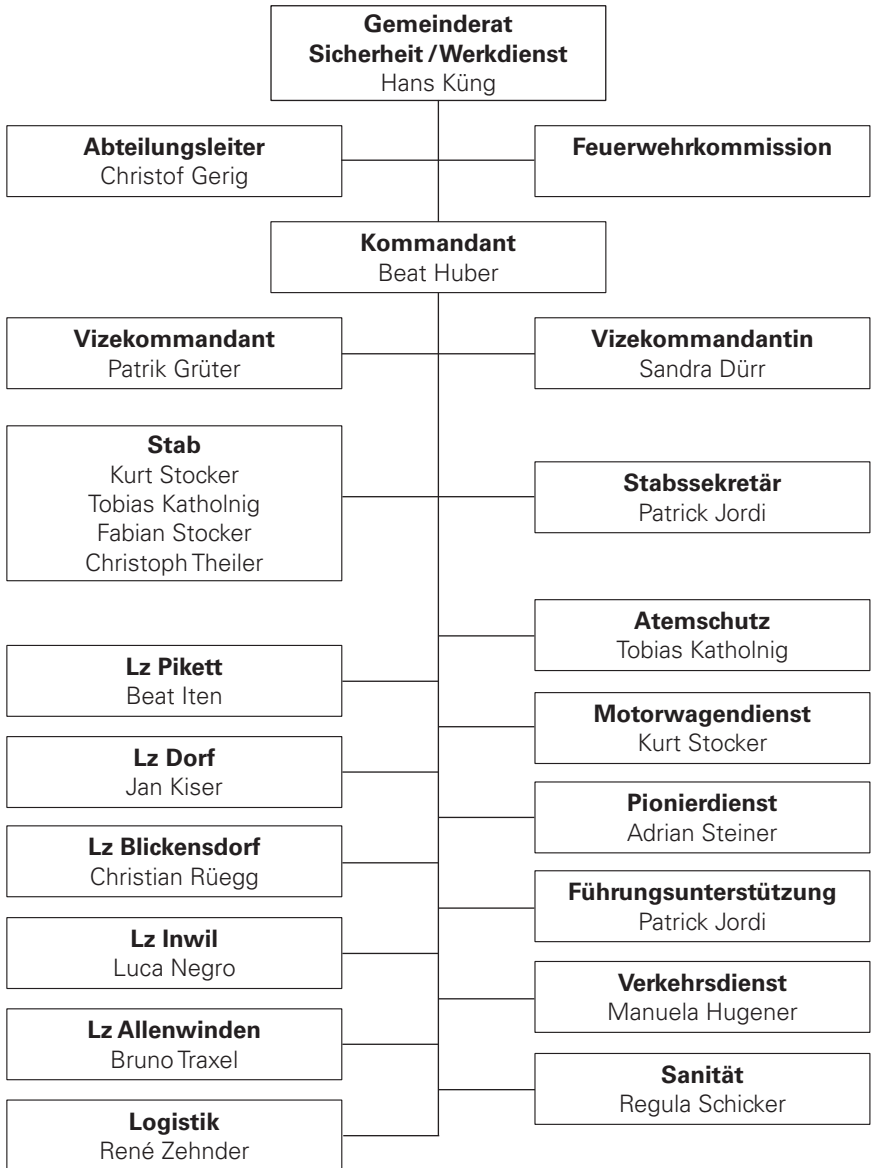 Gemeinderat
Sicherheit / Werkdienst
Hans Küng
Abteilungsleiter
Christof Gerig
Feuerwehrkommission
Kommandant
Beat Huber
Vizekommandant
Patrik Grüter
Vizekommandantin
Sandra Dürr
Stab
Kurt Stocker
Tobias Katholnig
Fabian Stocker
Christoph Theiler
Stabssekretär
Patrick Jordi
Atemschutz
Tobias Katholnig
Lz Pikett
Beat Iten
Motorwagendienst
Kurt Stocker
Lz Dorf
Jan Kiser
Pionierdienst
Adrian Steiner
Lz Blickensdorf
Christian Rüegg
Führungsunterstützung
Patrick Jordi
Lz Inwil
Luca Negro
Verkehrsdienst
Manuela Hugener
Lz Allenwinden
Bruno Traxel
Sanität
Regula Schicker
Logistik
René Zehnder